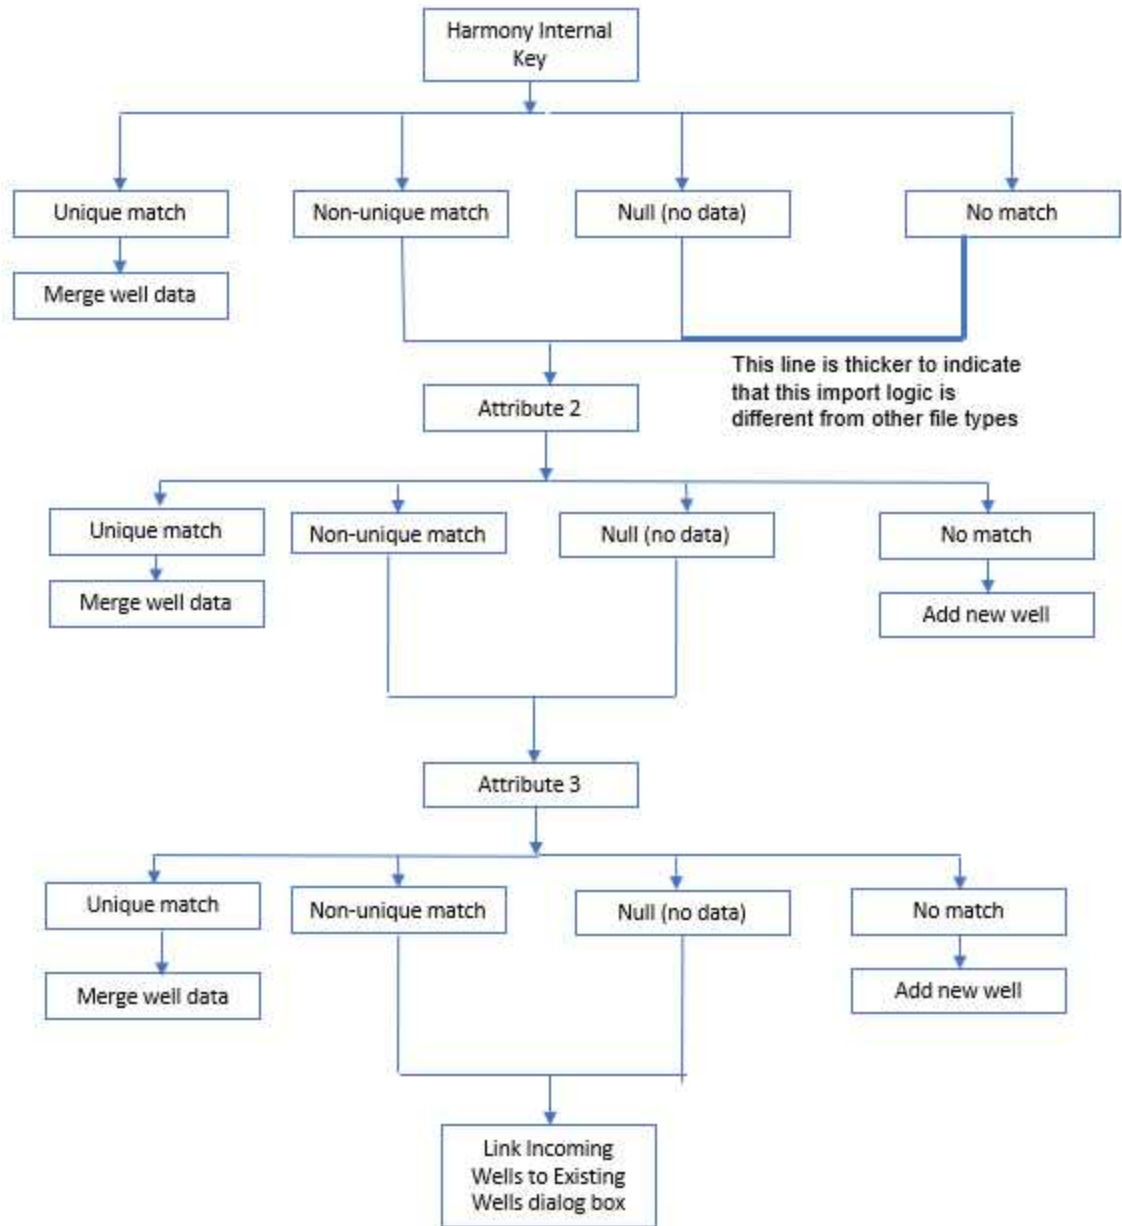 Harmony Internal
Key
Unique match
Non-unique match
Null (no data)
No match
Merge well data
This line is thicker to indicate
that this import logic is
different from other file types
Attribute 2
Unique match
Non-unique match
Null (no data)
No match
Merge well data
Add new well
Attribute 3
Unique match
Non-unique match
Null (no data)
No match
Merge well data
Add new well
Link Incoming
Wells to Existing
Wells dialog box